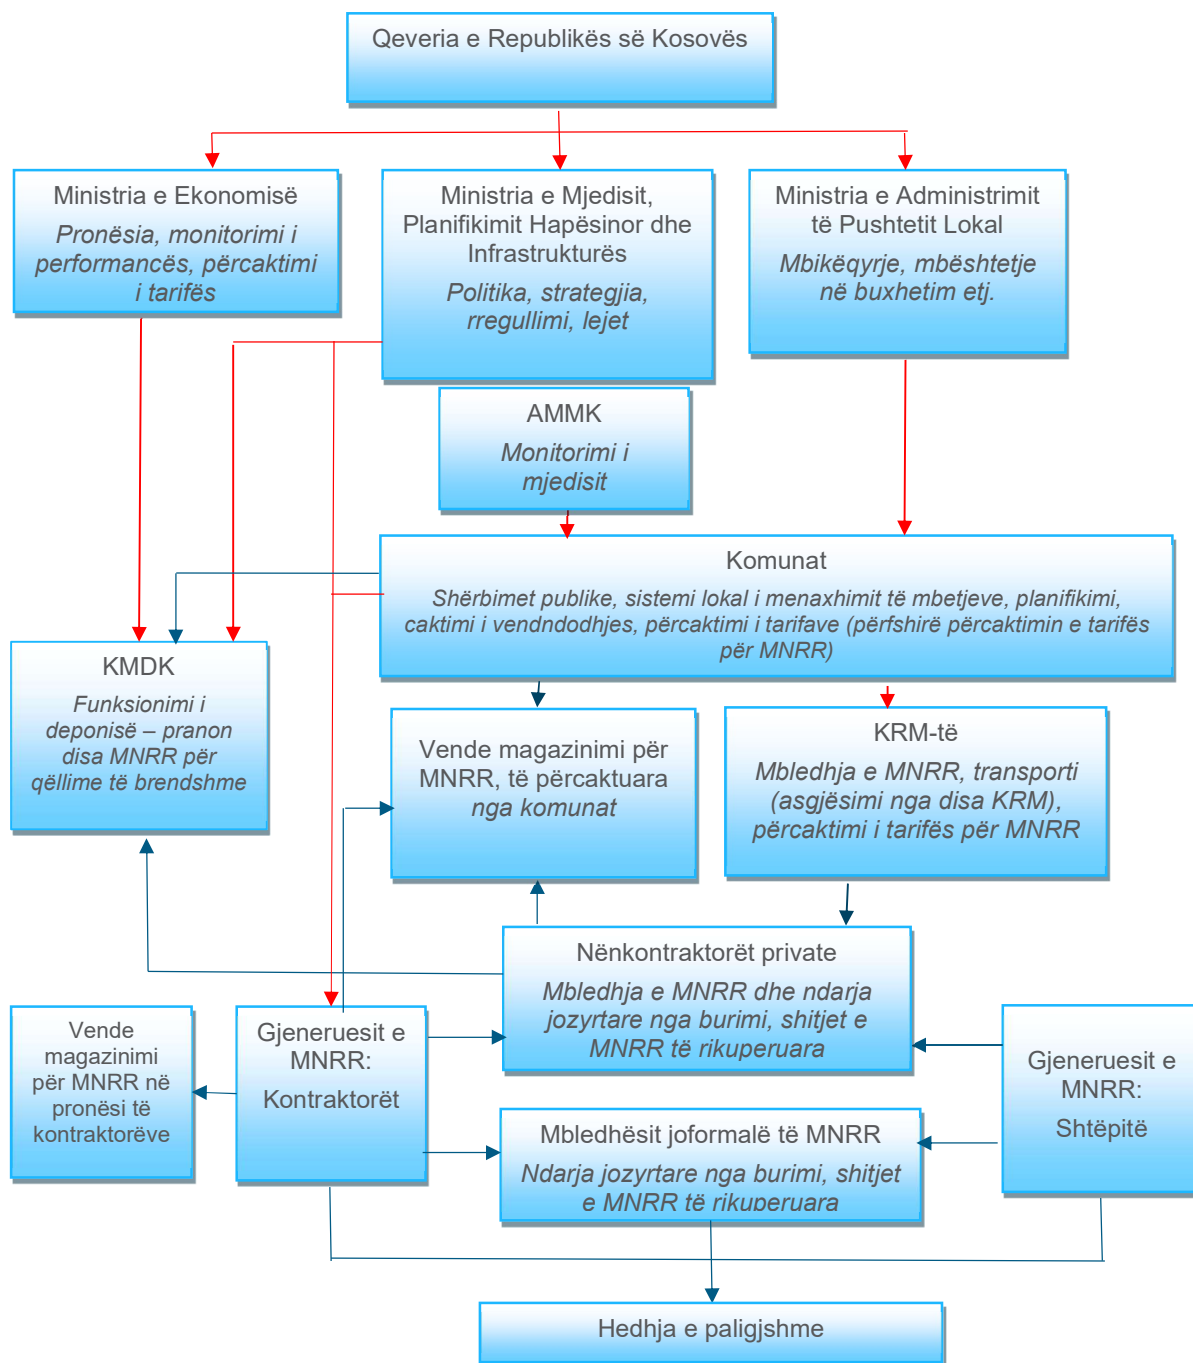 Qeveria e Republikës së Kosovës
Ministria e Ekonomisë
Pronësia, monitorimi i
performancës, përcaktimi
i tarifës
Ministria e Mjedisit,
Planifikimit Hapësinor dhe
Infrastrukturës
Politika, strategjia,
rregullimi, lejet
Ministria e Administrimit
të Pushtetit Lokal
Mbikëqyrje, mbështetje
në buxhetim etj.
AMMK
Monitorimi i
mjedisit
Komunat
Shërbimet publike, sistemi lokal i menaxhimit të mbetjeve, planifikimi,
caktimi i vendndodhjes, përcaktimi i tarifave (përfshirë përcaktimin e tarifës
për MNRR)
KMDK
Funksionimi i
deponisë – pranon
disa MNRR për
qëllime të brendshme
Vende magazinimi për
MNRR, të përcaktuara
nga komunat
KRM-të
Mbledhja e MNRR, transporti
(asgjësimi nga disa KRM),
përcaktimi i tarifës për MNRR
Nënkontraktorët private
Mbledhja e MNRR dhe ndarja
jozyrtare nga burimi, shitjet e
MNRR të rikuperuara
Vende
magazinimi
për MNRR në
pronësi të
kontraktorëve
Gjeneruesit e
MNRR:
Kontraktorët
Gjeneruesit e
MNRR:
Shtëpitë
Mbledhësit joformalë të MNRR
Ndarja jozyrtare nga burimi, shitjet
e MNRR të rikuperuara
Hedhja e paligjshme